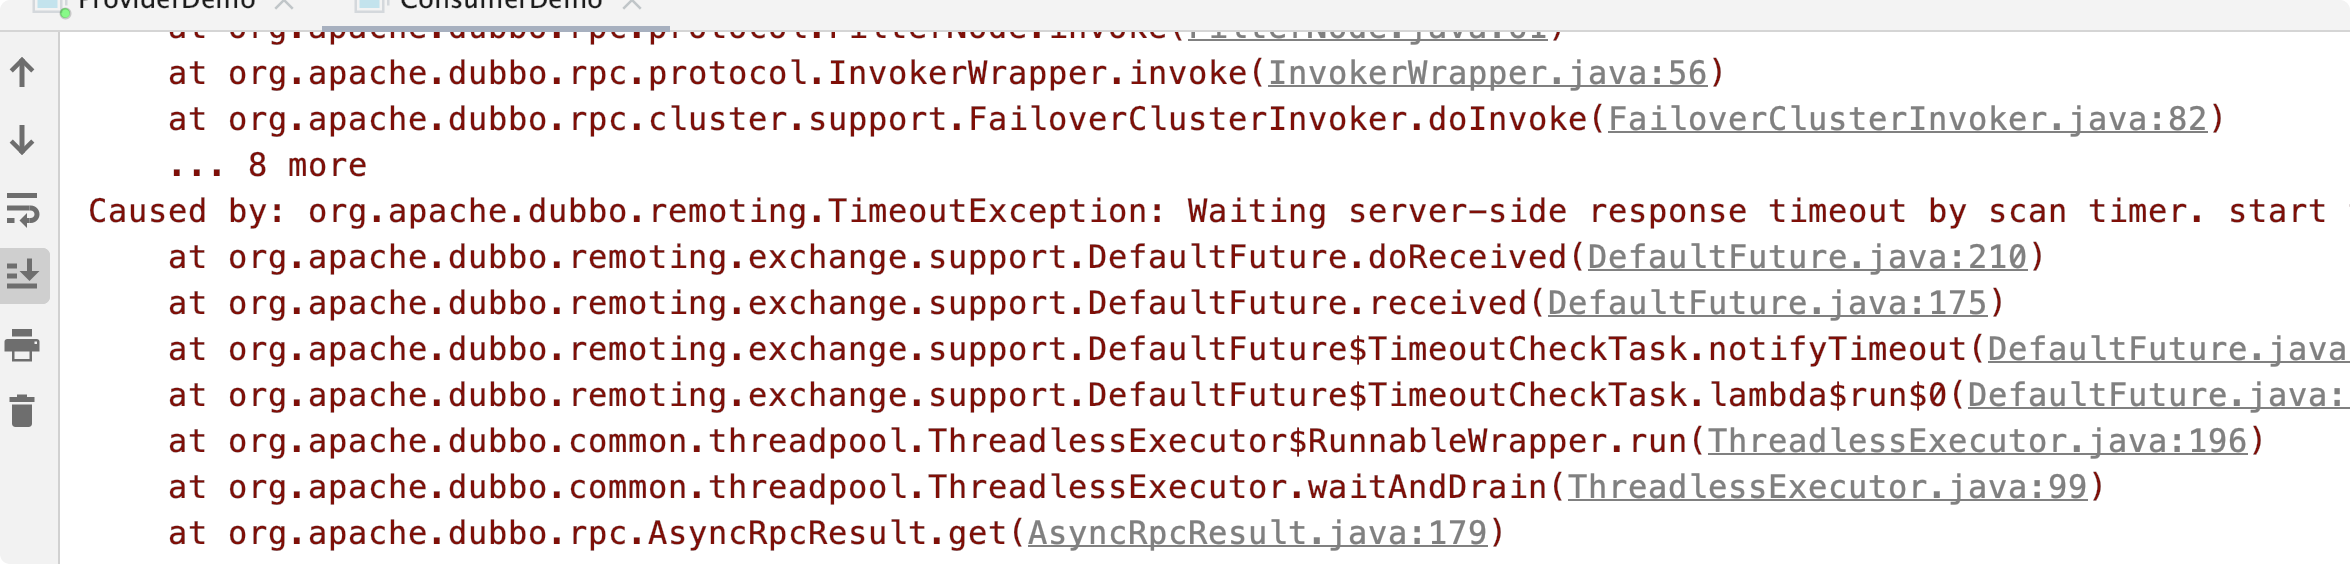 ProviderDemo ConsumerDemo
at org.apache.dubbo.rpc.protocol.FilterNode.invoke(FilterNode.java:61)
at org.apache.dubbo.rpc.protocol.InvokerWrapper.invoke(InvokerWrapper.java:56)
at org.apache.dubbo.rpc.cluster.support.FailoverClusterInvoker.doInvoke(FailoverClusterInvoker.java:82)
... 8 more
Caused by: org.apache.dubbo.remoting.TimeoutException: Waiting server-side response timeout by scan timer. start
at org.apache.dubbo.remoting.exchange.support.DefaultFuture.doReceived(DefaultFuture.java:210)
at org.apache.dubbo.remoting.exchange.support.DefaultFuture.received(DefaultFuture.java:175)
at org.apache.dubbo.remoting.exchange.support.DefaultFuture$TimeoutCheckTask.notifyTimeout(DefaultFuture.java
at org.apache.dubbo.remoting.exchange.support.DefaultFuture$TimeoutCheckTask.lambda$run$0(DefaultFuture.java:
at org.apache.dubbo.common.threadpool.ThreadlessExecutor$RunnableWrapper.run(ThreadlessExecutor.java:196)
at org.apache.dubbo.common.threadpool.ThreadlessExecutor.waitAndDrain(ThreadlessExecutor.java:99)
at org.apache.dubbo.rpc.AsyncRpcResult.get(AsyncRpcResult.java:179)